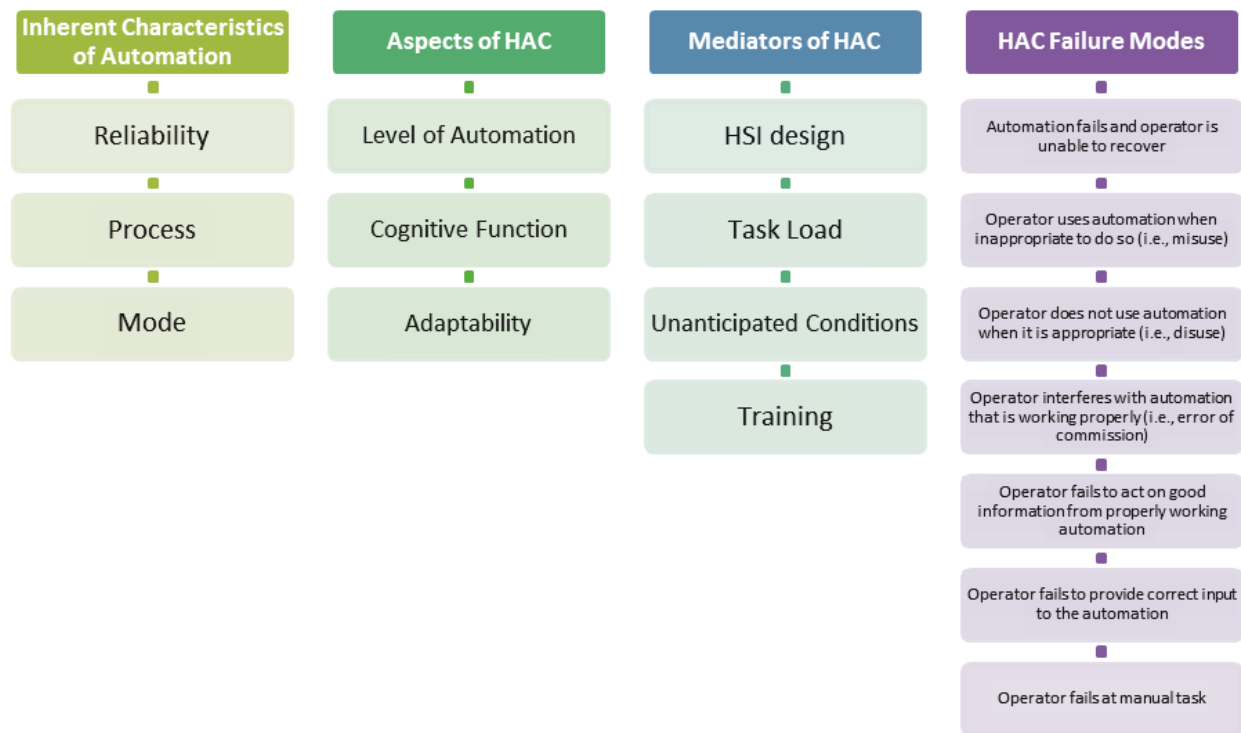 Inherent Characteristics
of Automation
Reliability
Process
Mode
Aspects of HAC
Level of Automation
Cognitive Function
Adaptability
Mediators of HAC
HSI design
Task Load
Unanticipated Conditions
Training
HAC Failure Modes
Automation fails and operator is
unable to recover
Operator uses automation when
inappropriate to do so (i.e., misuse)
Operator does not use automation
when it is appropriate (i.e., disuse)
Operator interferes with automation
that is working properly (i.e., error of
commission)
Operator fails to act on good
information from properly working
automation
Operator fails to provide correct input
to the automation
Operator fails at manual task